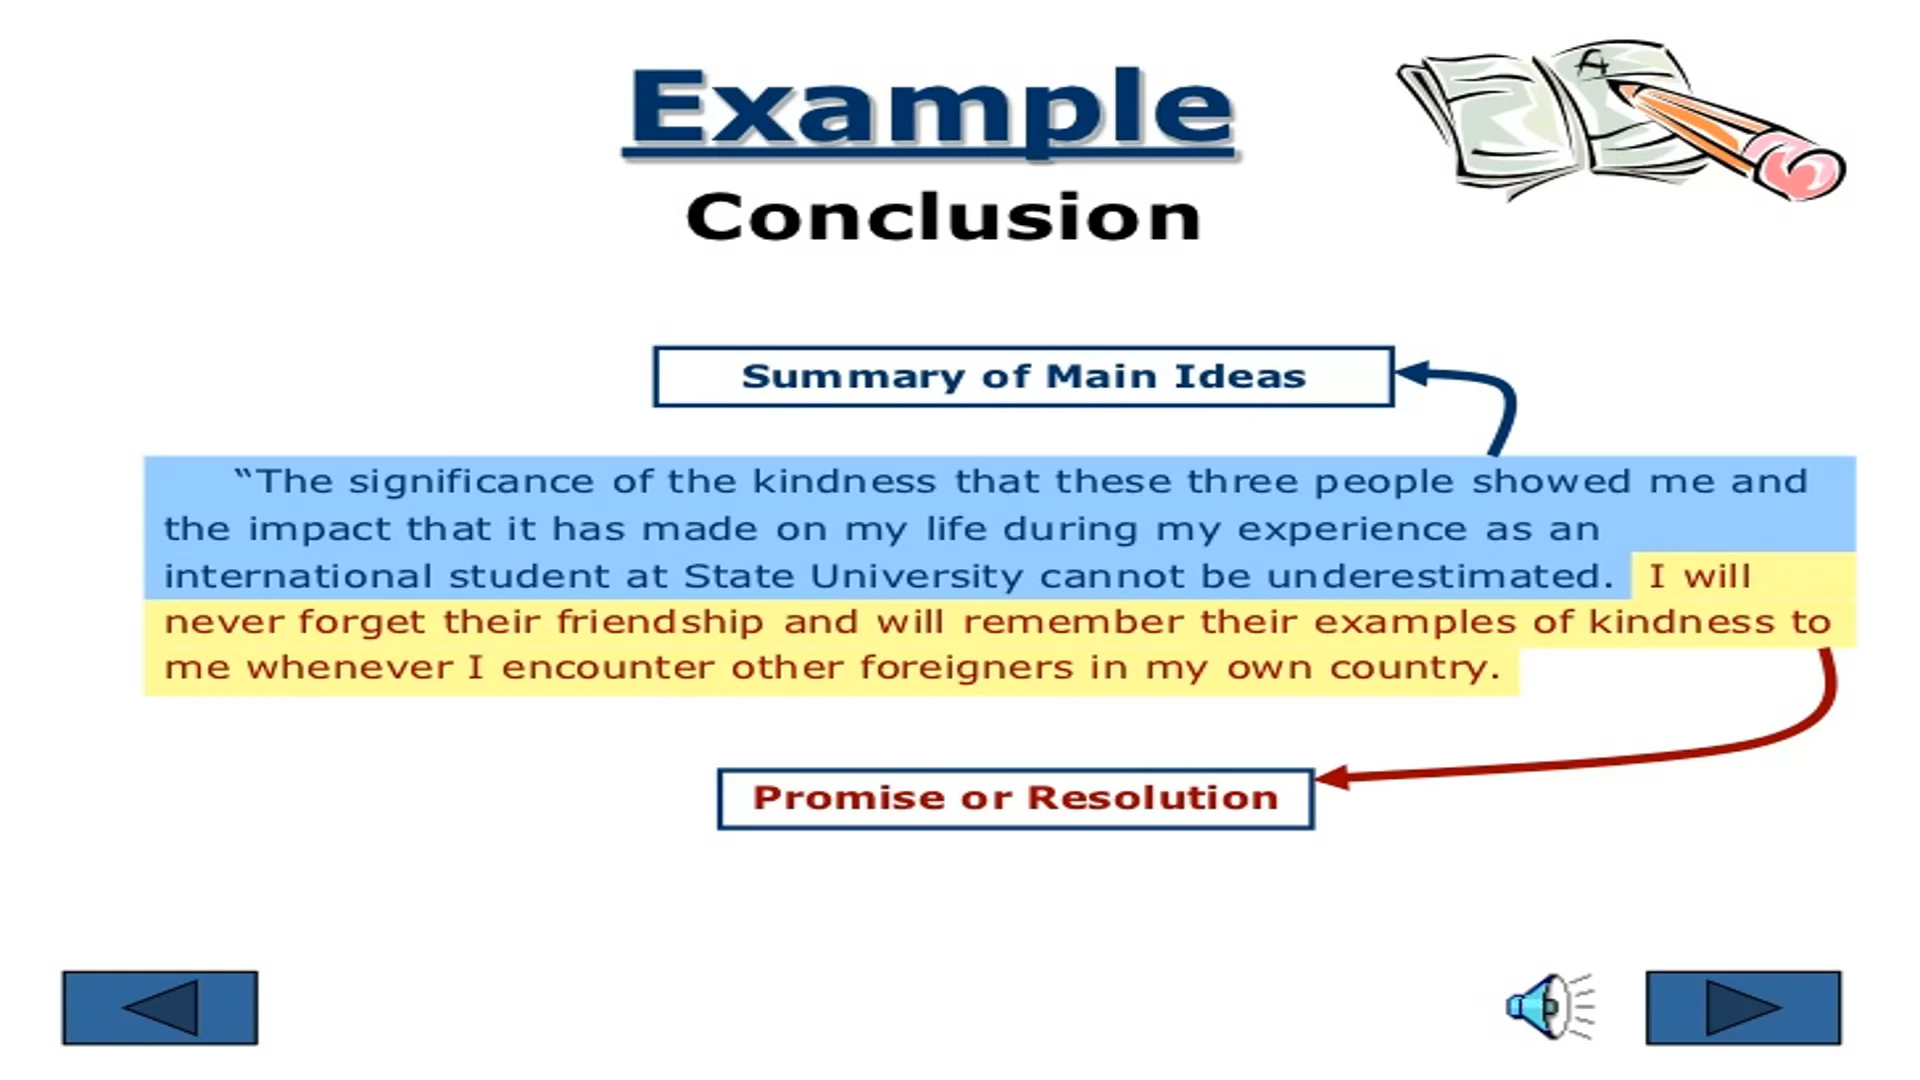 Example
Conclusion
Summary of Main Ideas
“The significance of the kindness that these three people showed me and
the impact that it has made on my life during my experience as an
international student at State University cannot be underestimated. I will
never forget their friendship and will remember their examples of kindness to
me whenever I encounter other foreigners in my own country.
Promise or Resolution